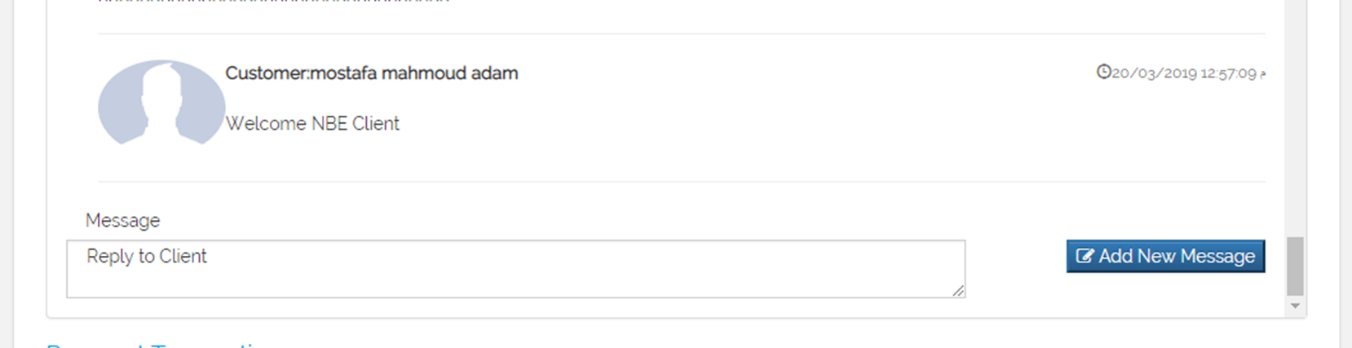 Customer:mostafa mahmoud adam
20/03/2019 12:57:09 م
Welcome NBE Client
Message
Reply to Client
Add New Message